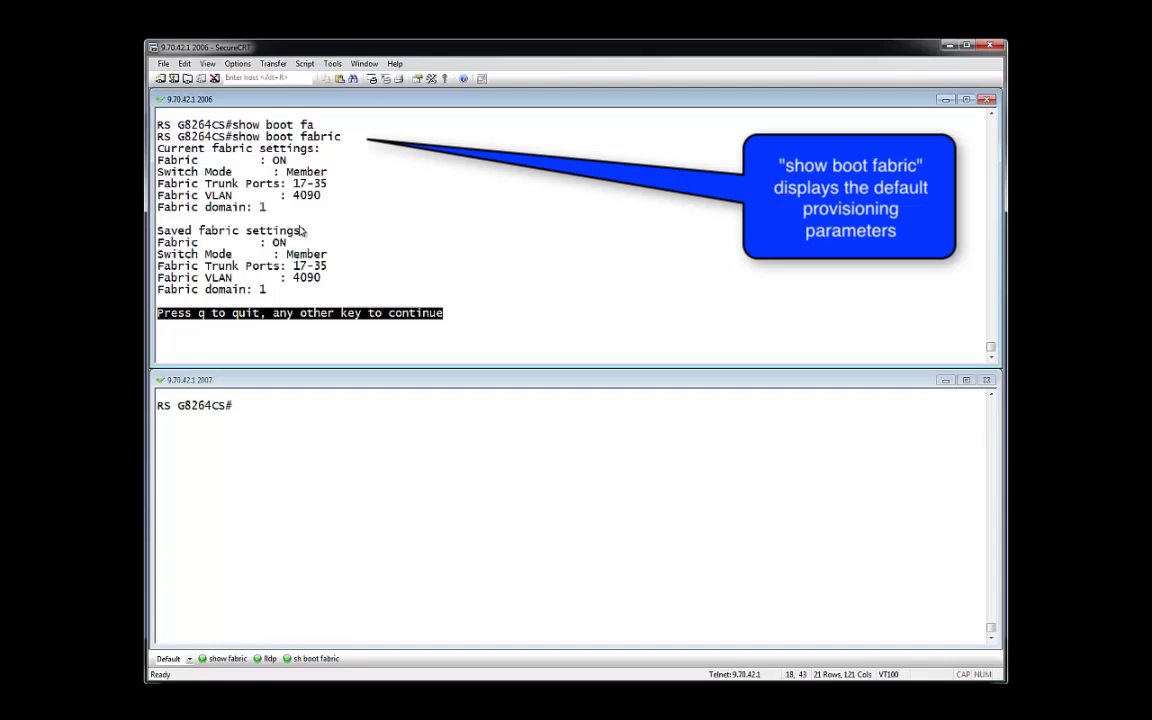 9.70.42.1 2006 - SecureCRT
File Edit View Options Transfer Script Tools Window Help
Enter host <Alt+R>
9.70.42.1 2006
RS G8264CS#show boot fa
RS G8264CS#show boot fabric
Current fabric settings:
Fabric : ON
Switch Mode : Member
Fabric Trunk Ports: 17-35
Fabric VLAN : 4090
Fabric domain: 1
Saved fabric settings:
Fabric : ON
Switch Mode : Member
Fabric Trunk Ports: 17-35
Fabric VLAN : 4090
Fabric domain: 1
Press q to quit, any other key to continue
"show boot fabric"
displays the default
provisioning
parameters
9.70.42.1 2007
RS G8264CS#
Default show fabric lldp sh boot fabric
Ready Telnet: 9.70.42.1 18, 43 21 Rows, 121 Cols VT100 CAP NUM